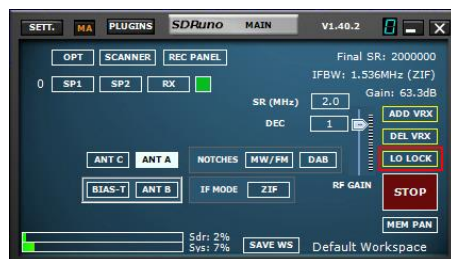 SETT. MA PLUGINS SDRuno MAIN V1.40.2 0
OPT SCANNER REC PANEL Final SR: 2000000
IFBW: 1.536MHz (ZIF)
0 SP1 SP2 RX Gain: 63.3dB
SR (MHz) 2.0 ADD VRX
DEC 1 DEL VRX
ANT C ANT A NOTCHES MW/FM DAB LO LOCK
BIAS-T ANT B IF MODE ZIF RF GAIN STOP
MEM PAN
Sdr: 2%
Sys: 7% SAVE WS Default Workspace